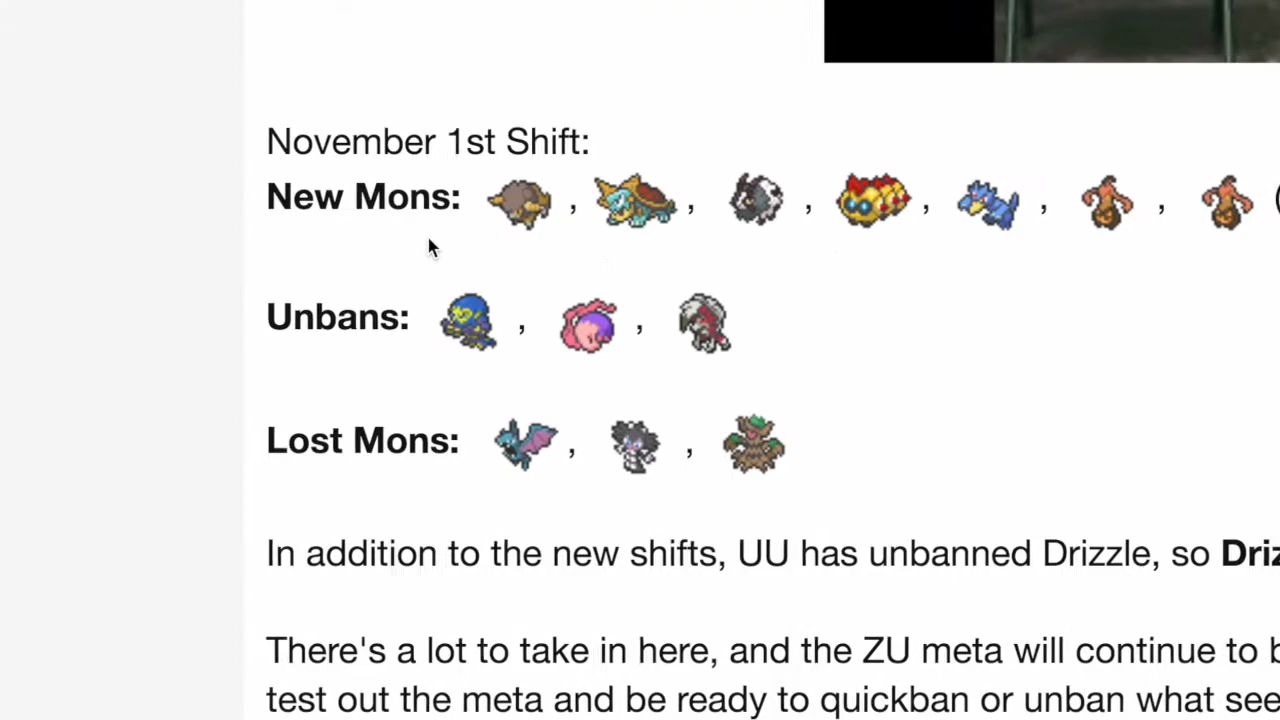 November 1st Shift:
New Mons: , , , , , , (
Unbans: , ,
Lost Mons: , ,
In addition to the new shifts, UU has unbanned Drizzle, so Driz
There's a lot to take in here, and the ZU meta will continue to b
test out the meta and be ready to quickban or unban what see